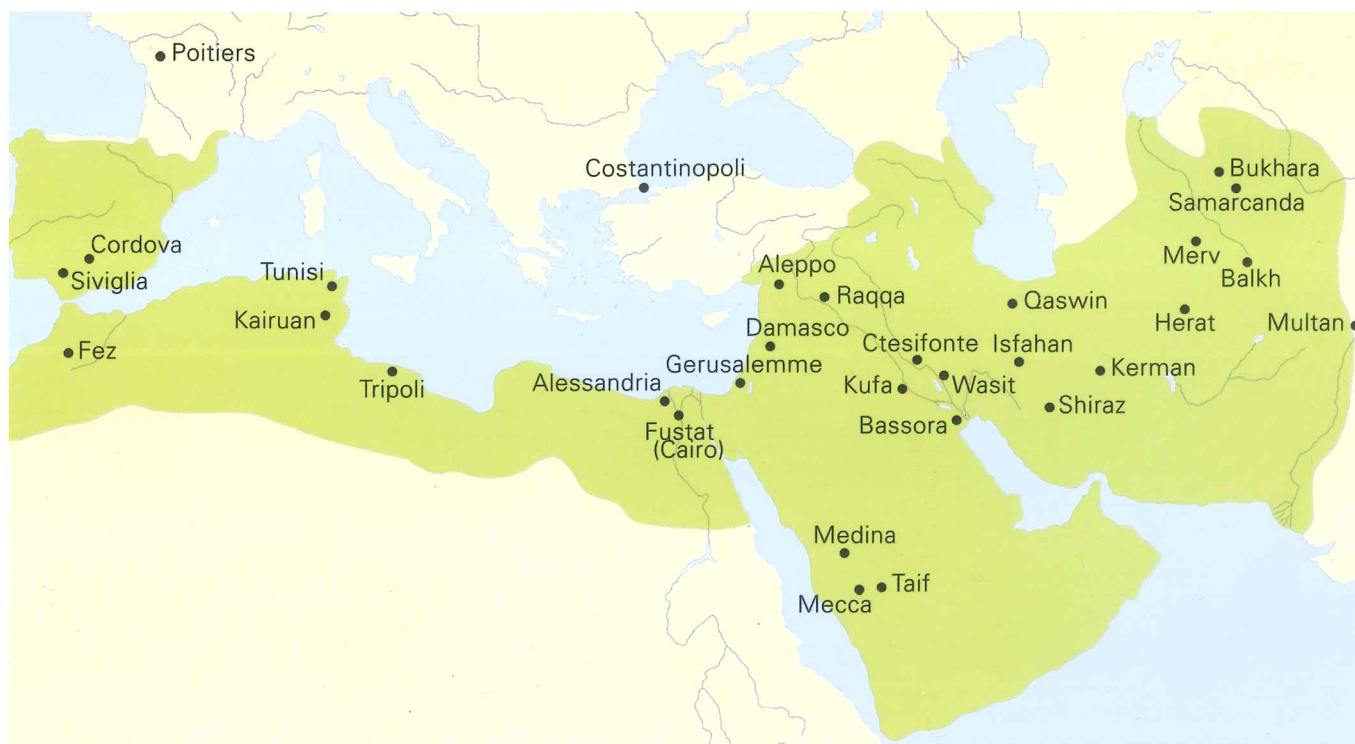 Poitiers
Costantinopoli
Bukhara
Samarcanda
Cordova
Siviglia
Merv
Balkh
Tunisi
Aleppo
Raqqa
Qaswin
Kairuan
Herat
Multan
Damasco
Fez
Ctesifonte
Isfahan
Gerusalemme
Kerman
Tripoli
Alessandria
Kufa
Wasit
Shiraz
Bassora
Fustat
(Cairo)
Medina
Taif
Mecca